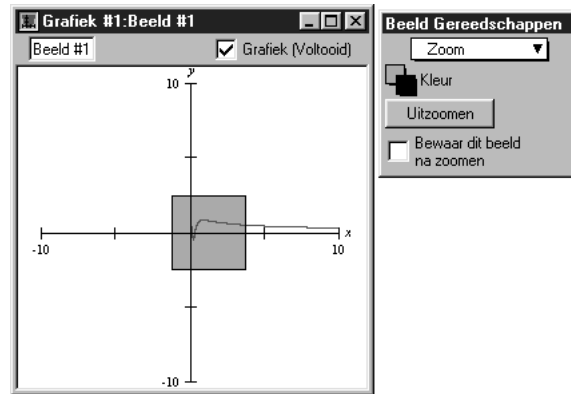 Grafiek #1:Beeld #1
Beeld #1
Grafiek (Voltooid)
y
10
-10
10
x
-10
Beeld Gereedschappen
Zoom
Kleur
Uitzoomen
Bewaar dit beeld
na zoomen